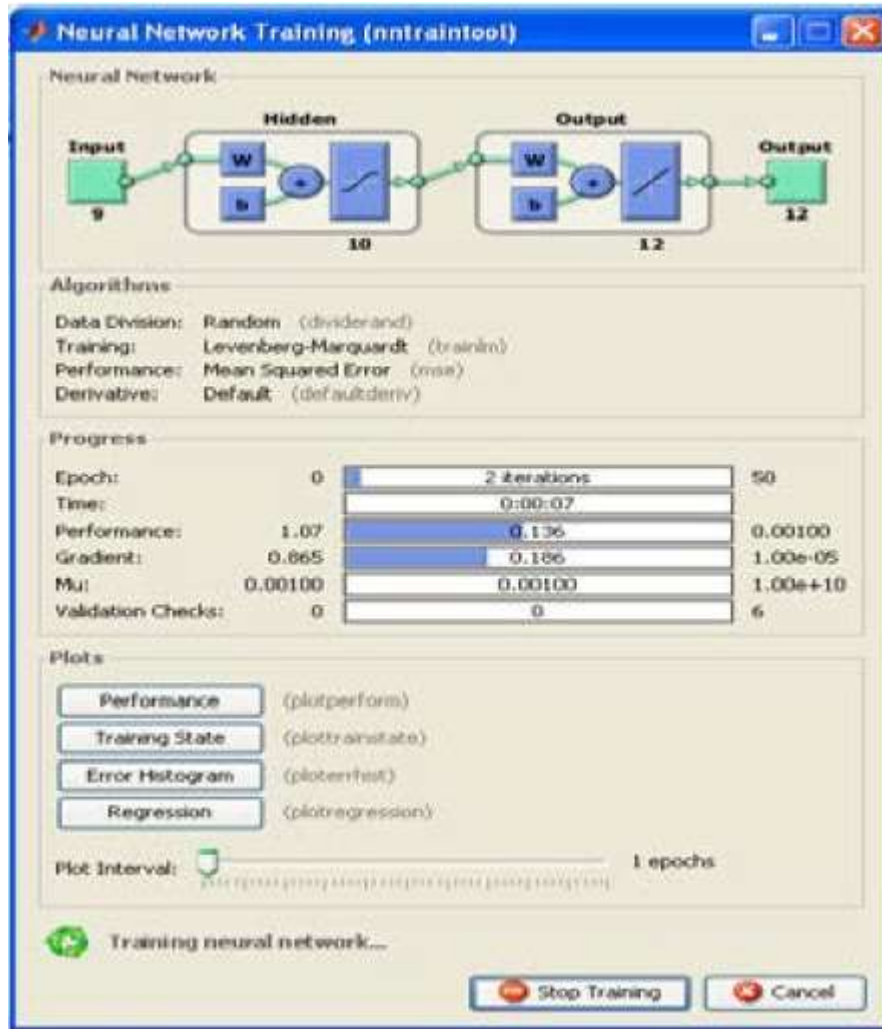 Neural Network Training (nntraintool)
Neural Network
Hidden
Output
Input
Output
W
W
b
b
+
+
9
10
12
12
Algorithms
Data Division: Random (dividerand)
Training: Levenberg-Marquardt (trainlm)
Performance: Mean Squared Error (mse)
Derivative: Default (defaultderiv)
Progress
Epoch: 0 2 iterations 50
Time: 0:00:07
Performance: 1.07 0.136 0.00100
Gradient: 0.865 0.186 1.00e-05
Mu: 0.00100 0.00100 1.00e+10
Validation Checks: 0 0 6
Plots
Performance (plotperform)
Training State (plottrainstate)
Error Histogram (ploterrhist)
Regression (plotregression)
Plot Interval: 1 epochs
Training neural network...
Stop Training Cancel